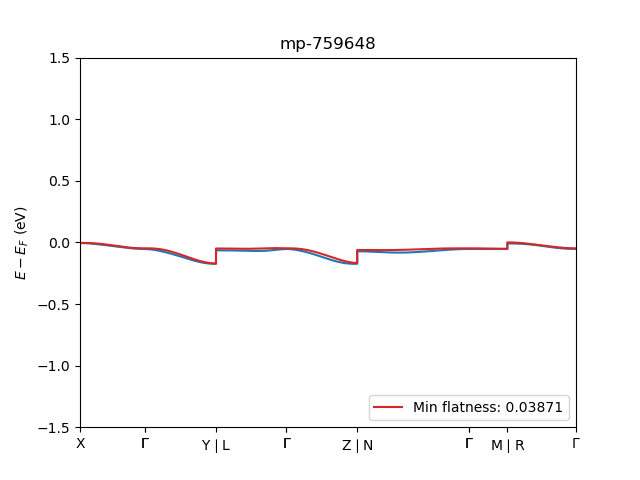 mp-759648
E − E_F (eV)
1.5
1.0
0.5
0.0
−0.5
−1.0
−1.5
Min flatness: 0.03871
X Γ Y | L Γ Z | N Γ M | R Γ